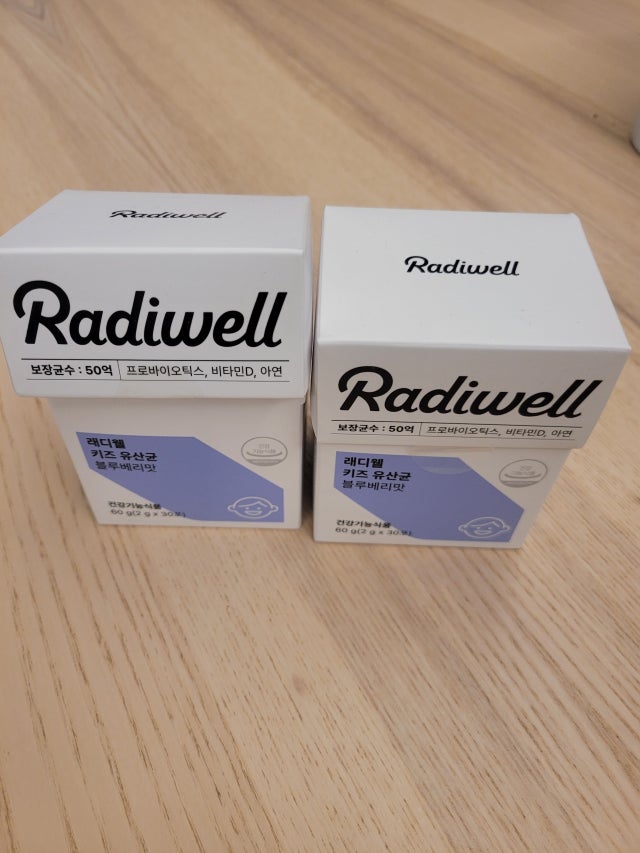 Radiwell
Radiwell
보장균수 : 50억 | 프로바이오틱스, 비타민D, 아연
래디웰
키즈 유산균
블루베리맛
건강기능식품
60 g(2 g x 30포)
Radiwell
Radiwell
보장균수 : 50억 | 프로바이오틱스, 비타민D, 아연
래디웰
키즈 유산균
블루베리맛
건강기능식품
60 g(2 g x 30포)